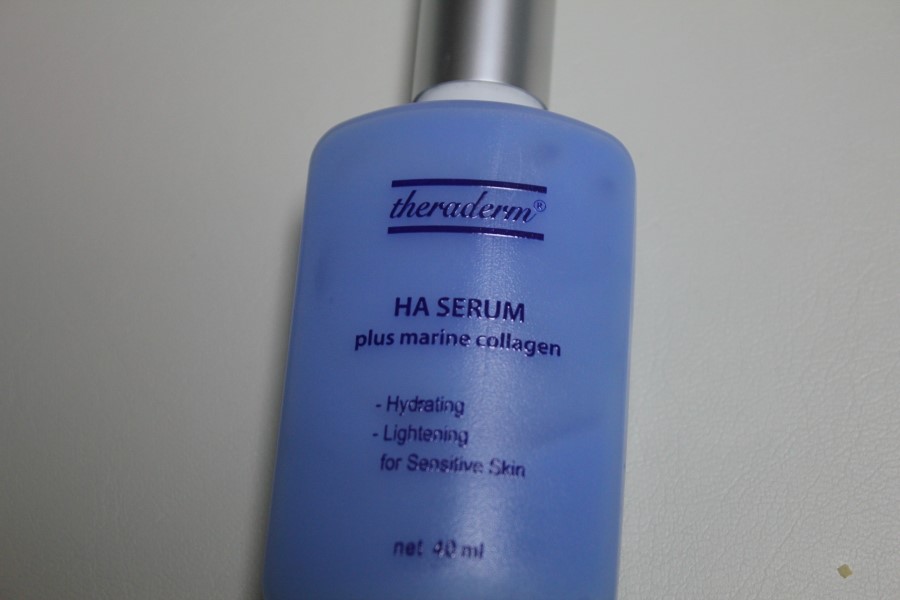 theraderm®
HA SERUM
plus marine collagen
- Hydrating
- Lightening
for Sensitive Skin
net 40 ml